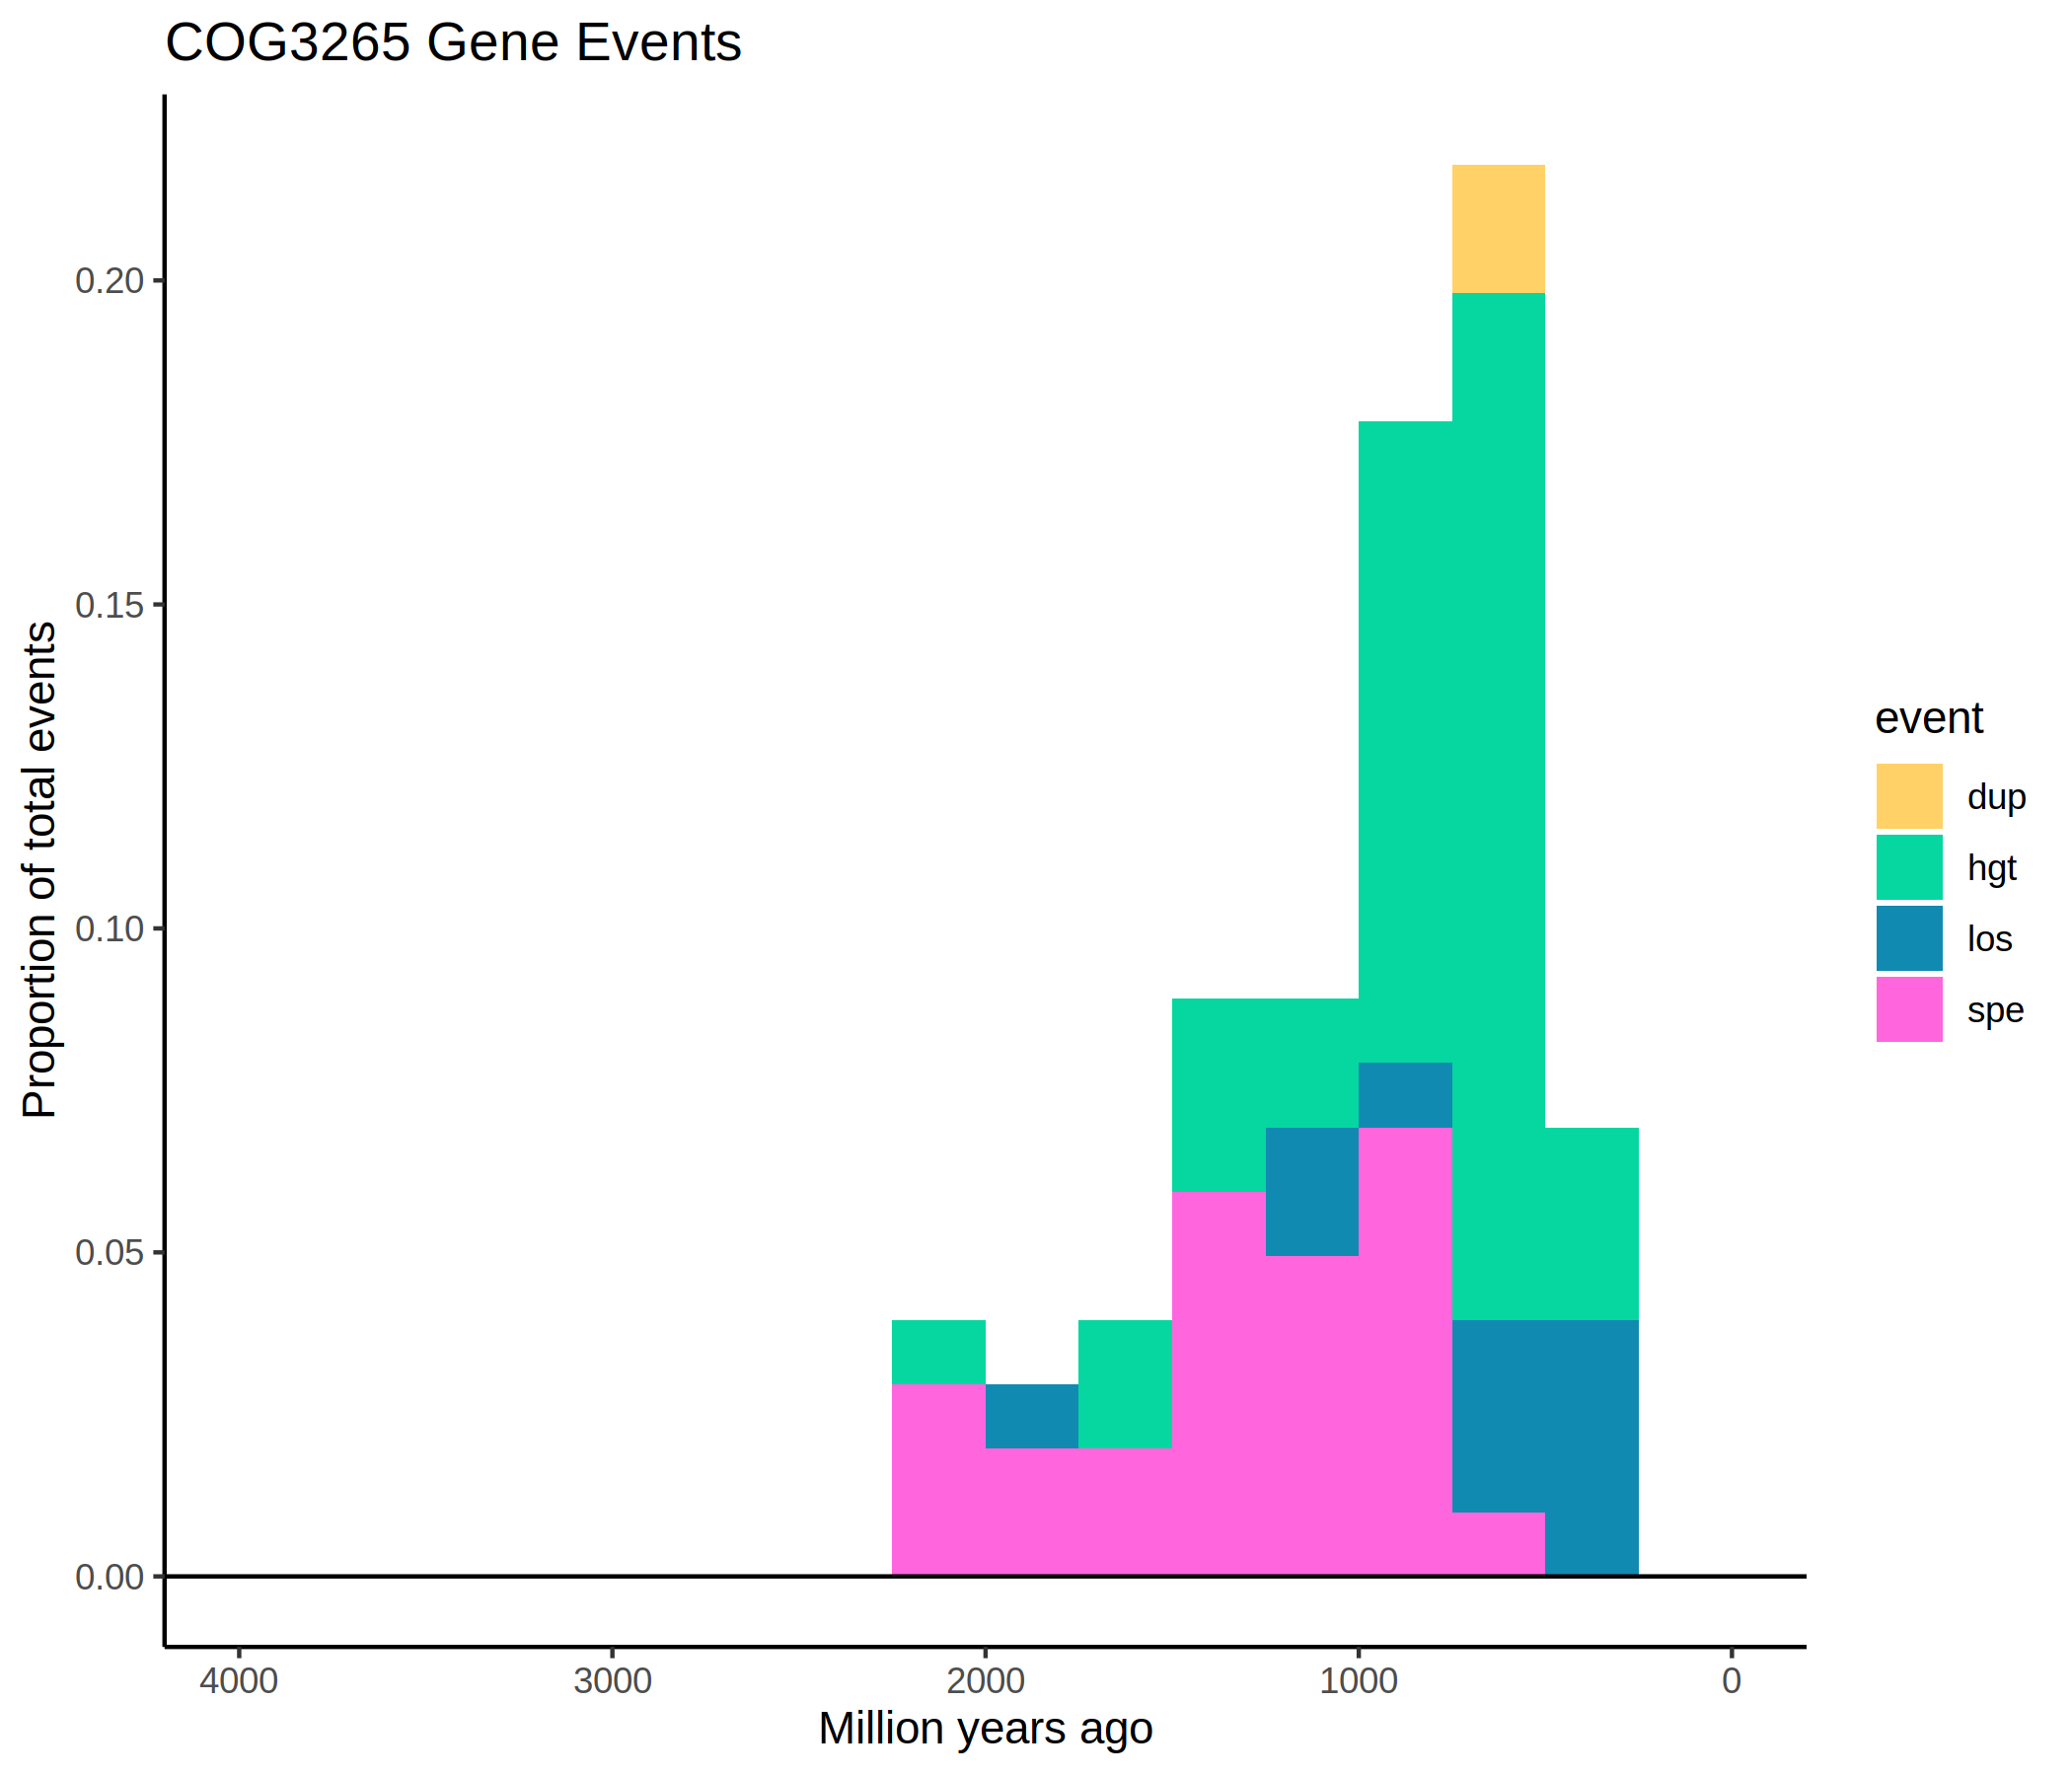 COG3265 Gene Events
Proportion of total events
0.20
0.15
0.10
0.05
0.00
4000 3000 2000 1000 0
Million years ago
event
dup
hgt
los
spe